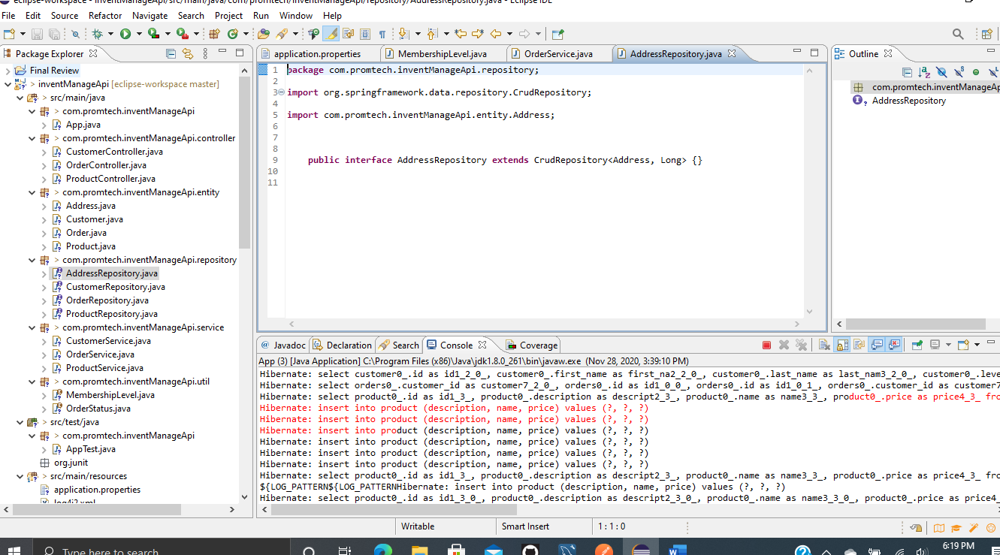 eclipse-workspace - inventManageApi/src/main/java/com/promtech/inventManageApi/repository/AddressRepository.java - Eclipse IDE
File Edit Source Refactor Navigate Search Project Run Window Help
Package Explorer
Final Review
> inventManageApi [eclipse-workspace master]
> src/main/java
> com.promtech.inventManageApi
App.java
> com.promtech.inventManageApi.controller
CustomerController.java
OrderController.java
ProductController.java
> com.promtech.inventManageApi.entity
Address.java
Customer.java
Order.java
Product.java
> com.promtech.inventManageApi.repository
AddressRepository.java
CustomerRepository.java
OrderRepository.java
ProductRepository.java
> com.promtech.inventManageApi.service
CustomerService.java
OrderService.java
ProductService.java
> com.promtech.inventManageApi.util
MembershipLevel.java
OrderStatus.java
> src/test/java
> com.promtech.inventManageApi
AppTest.java
org.junit
> src/main/resources
application.properties
log4j2.xml
application.properties MembershipLevel.java OrderService.java AddressRepository.java
1 package com.promtech.inventManageApi.repository;
2
3 import org.springframework.data.repository.CrudRepository;
4
5 import com.promtech.inventManageApi.entity.Address;
6
7
8
9 public interface AddressRepository extends CrudRepository<Address, Long> {}
10
11
Outline
com.promtech.inventManageAp
AddressRepository
Javadoc Declaration Search Console Coverage
App (3) [Java Application] C:\Program Files (x86)\Java\jdk1.8.0_261\bin\javaw.exe (Nov 28, 2020, 3:39:10 PM)
Hibernate: select customer0_.id as id1_2_0_, customer0_.first_name as first_na2_2_0_, customer0_.last_name as last_nam3_2_0_, customer0_.leve
Hibernate: select orders0_.customer_id as customer7_2_0_, orders0_.id as id1_0_0_, orders0_.id as id1_0_1_, orders0_.customer_id as customer7
Hibernate: select product0_.id as id1_3_, product0_.description as descript2_3_, product0_.name as name3_3_, product0_.price as price4_3_ fro
Hibernate: insert into product (description, name, price) values (?, ?, ?)
Hibernate: insert into product (description, name, price) values (?, ?, ?)
Hibernate: insert into product (description, name, price) values (?, ?, ?)
Hibernate: insert into product (description, name, price) values (?, ?, ?)
Hibernate: insert into product (description, name, price) values (?, ?, ?)
Hibernate: insert into product (description, name, price) values (?, ?, ?)
Hibernate: select product0_.id as id1_3_, product0_.description as descript2_3_, product0_.name as name3_3_, product0_.price as price4_3_ fro
${LOG_PATTERN${LOG_PATTERNHibernate: insert into product (description, name, price) values (?, ?, ?)
Hibernate: select product0_.id as id1_3_0_, product0_.description as descript2_3_0_, product0_.name as name3_3_0_, product0_.price as price4_
Writable Smart Insert 1 : 1 : 0
Type here to search
6:19 PM